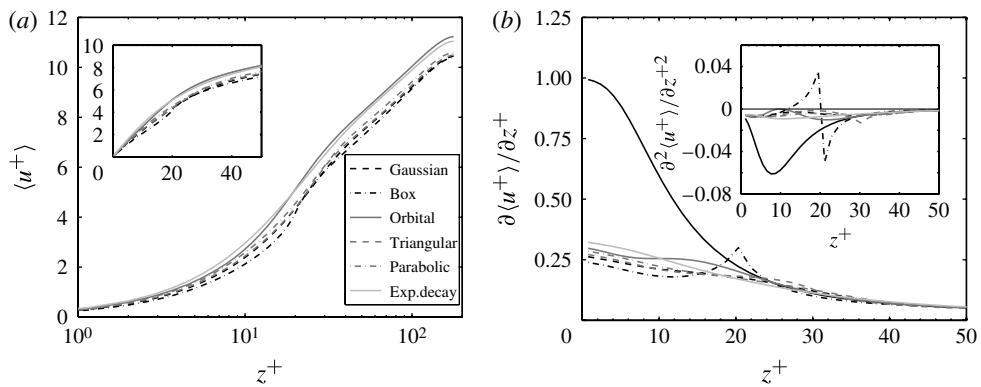 (a)
12
10
8
6
4
2
0
⟨u+⟩
10
8
6
4
2
0
20
40
Gaussian
Box
Orbital
Triangular
Parabolic
Exp.decay
10^0
10^1
10^2
z+
(b)
1.25
1.00
0.75
0.50
0.25
∂⟨u+⟩/∂z+
0.04
0
−0.04
−0.08
∂²⟨u+⟩/∂z+²
0
10
20
30
40
50
z+
0
10
20
30
40
50
z+